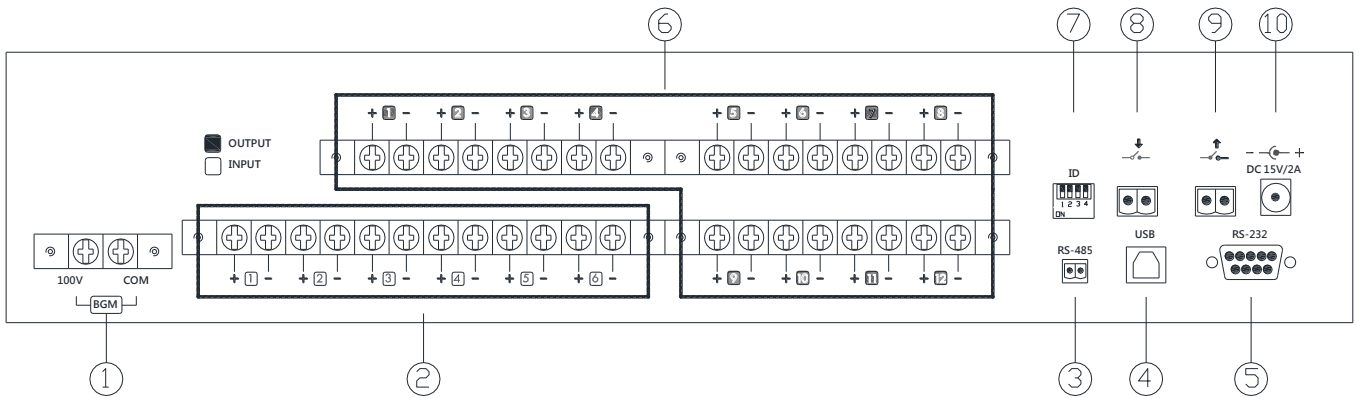 6 7 8 9 10
+ 1 - + 2 - + 3 - + 4 - + 5 - + 6 - + 7 - + 8 -
OUTPUT
INPUT
ID
1 2 3 4
ON
- +
DC 15V/2A
100V COM
BGM
+ 1 - + 2 - + 3 - + 4 - + 5 - + 6 - + 9 - + 10 - + 11 - + 12 -
RS-485
USB
RS-232
1 2 3 4 5